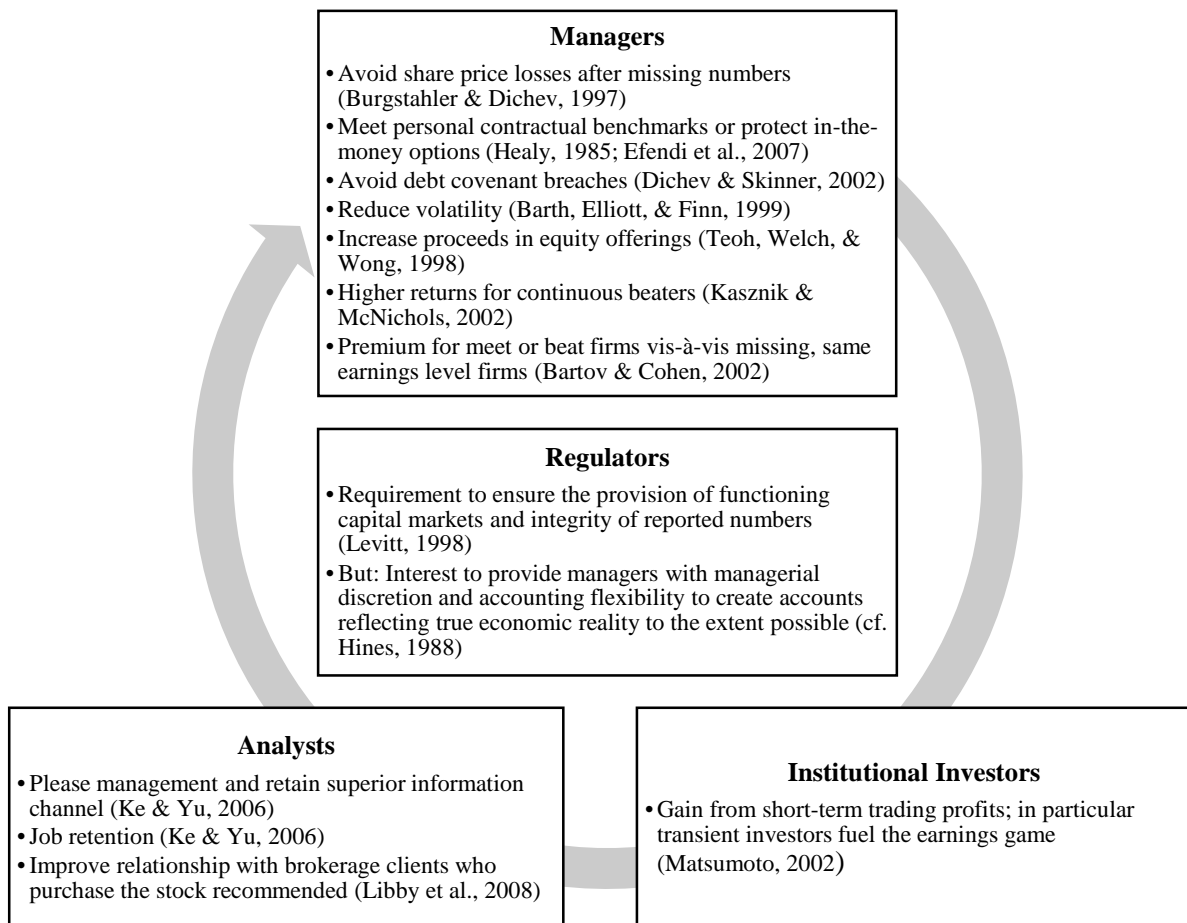 Managers
• Avoid share price losses after missing numbers
(Burgstahler & Dichev, 1997)
• Meet personal contractual benchmarks or protect in-the-
money options (Healy, 1985; Efendi et al., 2007)
• Avoid debt covenant breaches (Dichev & Skinner, 2002)
• Reduce volatility (Barth, Elliott, & Finn, 1999)
• Increase proceeds in equity offerings (Teoh, Welch, &
Wong, 1998)
• Higher returns for continuous beaters (Kasznik &
McNichols, 2002)
• Premium for meet or beat firms vis-à-vis missing, same
earnings level firms (Bartov & Cohen, 2002)
Regulators
• Requirement to ensure the provision of functioning
capital markets and integrity of reported numbers
(Levitt, 1998)
• But: Interest to provide managers with managerial
discretion and accounting flexibility to create accounts
reflecting true economic reality to the extent possible (cf.
Hines, 1988)
Analysts
• Please management and retain superior information
channel (Ke & Yu, 2006)
• Job retention (Ke & Yu, 2006)
• Improve relationship with brokerage clients who
purchase the stock recommended (Libby et al., 2008)
Institutional Investors
• Gain from short-term trading profits; in particular
transient investors fuel the earnings game
(Matsumoto, 2002)